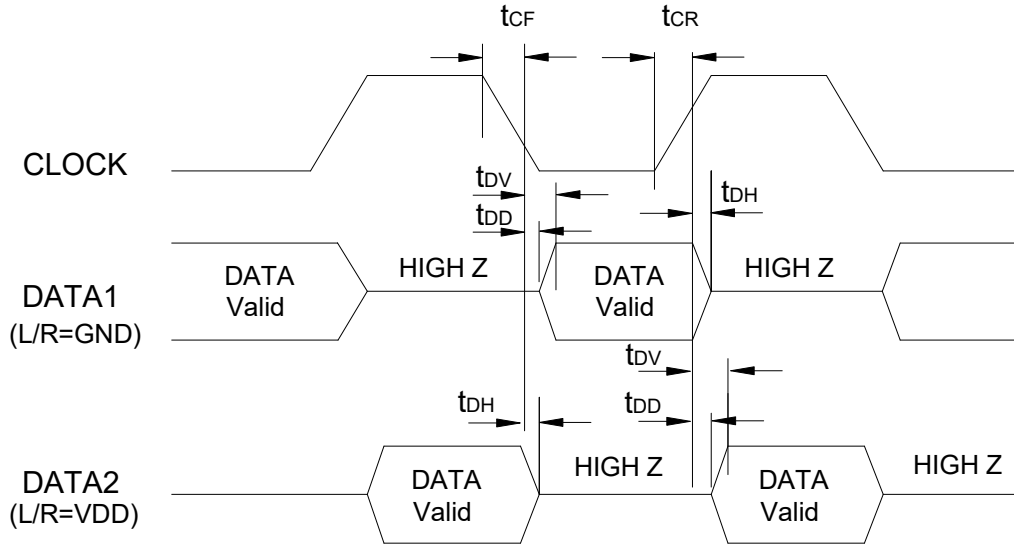 tCF
tCR
CLOCK
tDV
tDH
tDD
DATA
Valid
HIGH Z
DATA
Valid
HIGH Z
DATA1
(L/R=GND)
tDV
tDH
tDD
DATA
Valid
HIGH Z
DATA
Valid
HIGH Z
DATA2
(L/R=VDD)